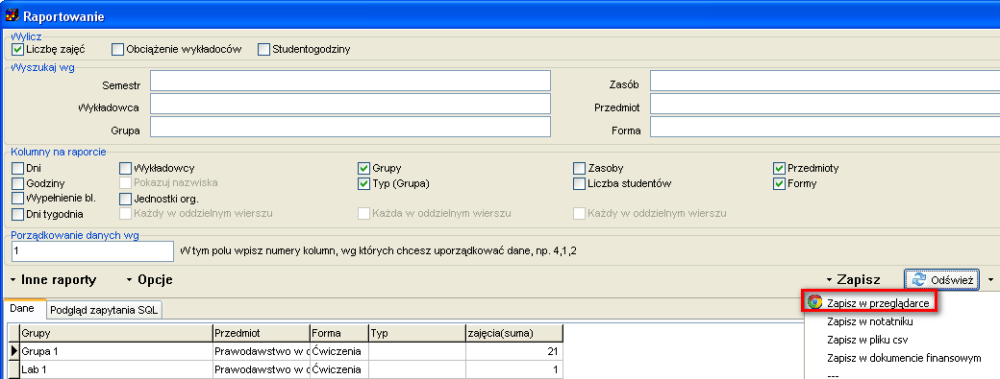 Raportowanie
Wylicz
Liczbę zajęć Obciążenie wykładoców Studentogodziny
Wyszukaj wg
Semestr Zasób
Wykładowca Przedmiot
Grupa Forma
Kolumny na raporcie
Dni Wykładowcy Grupy Zasoby Przedmioty
Godziny Pokazuj nazwiska Typ (Grupa) Liczba studentów Formy
Wypełnienie bl. Jednostki org.
Dni tygodnia Każdy w oddzielnym wierszu Każda w oddzielnym wierszu Każdy w oddzielnym wierszu
Porządkowanie danych wg
1 W tym polu wpisz numery kolumn, wg których chcesz uporządkować dane, np. 4,1,2
Inne raporty Opcje Zapisz Odśwież
Zapisz w przeglądarce
Dane Podgląd zapytania SQL
Zapisz w notatniku
Grupy Przedmiot Forma Typ zajęcia(suma)
Zapisz w pliku csv
Grupa 1 Prawodawstwo w o Ćwiczenia 21
Zapisz w dokumencie finansowym
Lab 1 Prawodawstwo w o Ćwiczenia 1
---